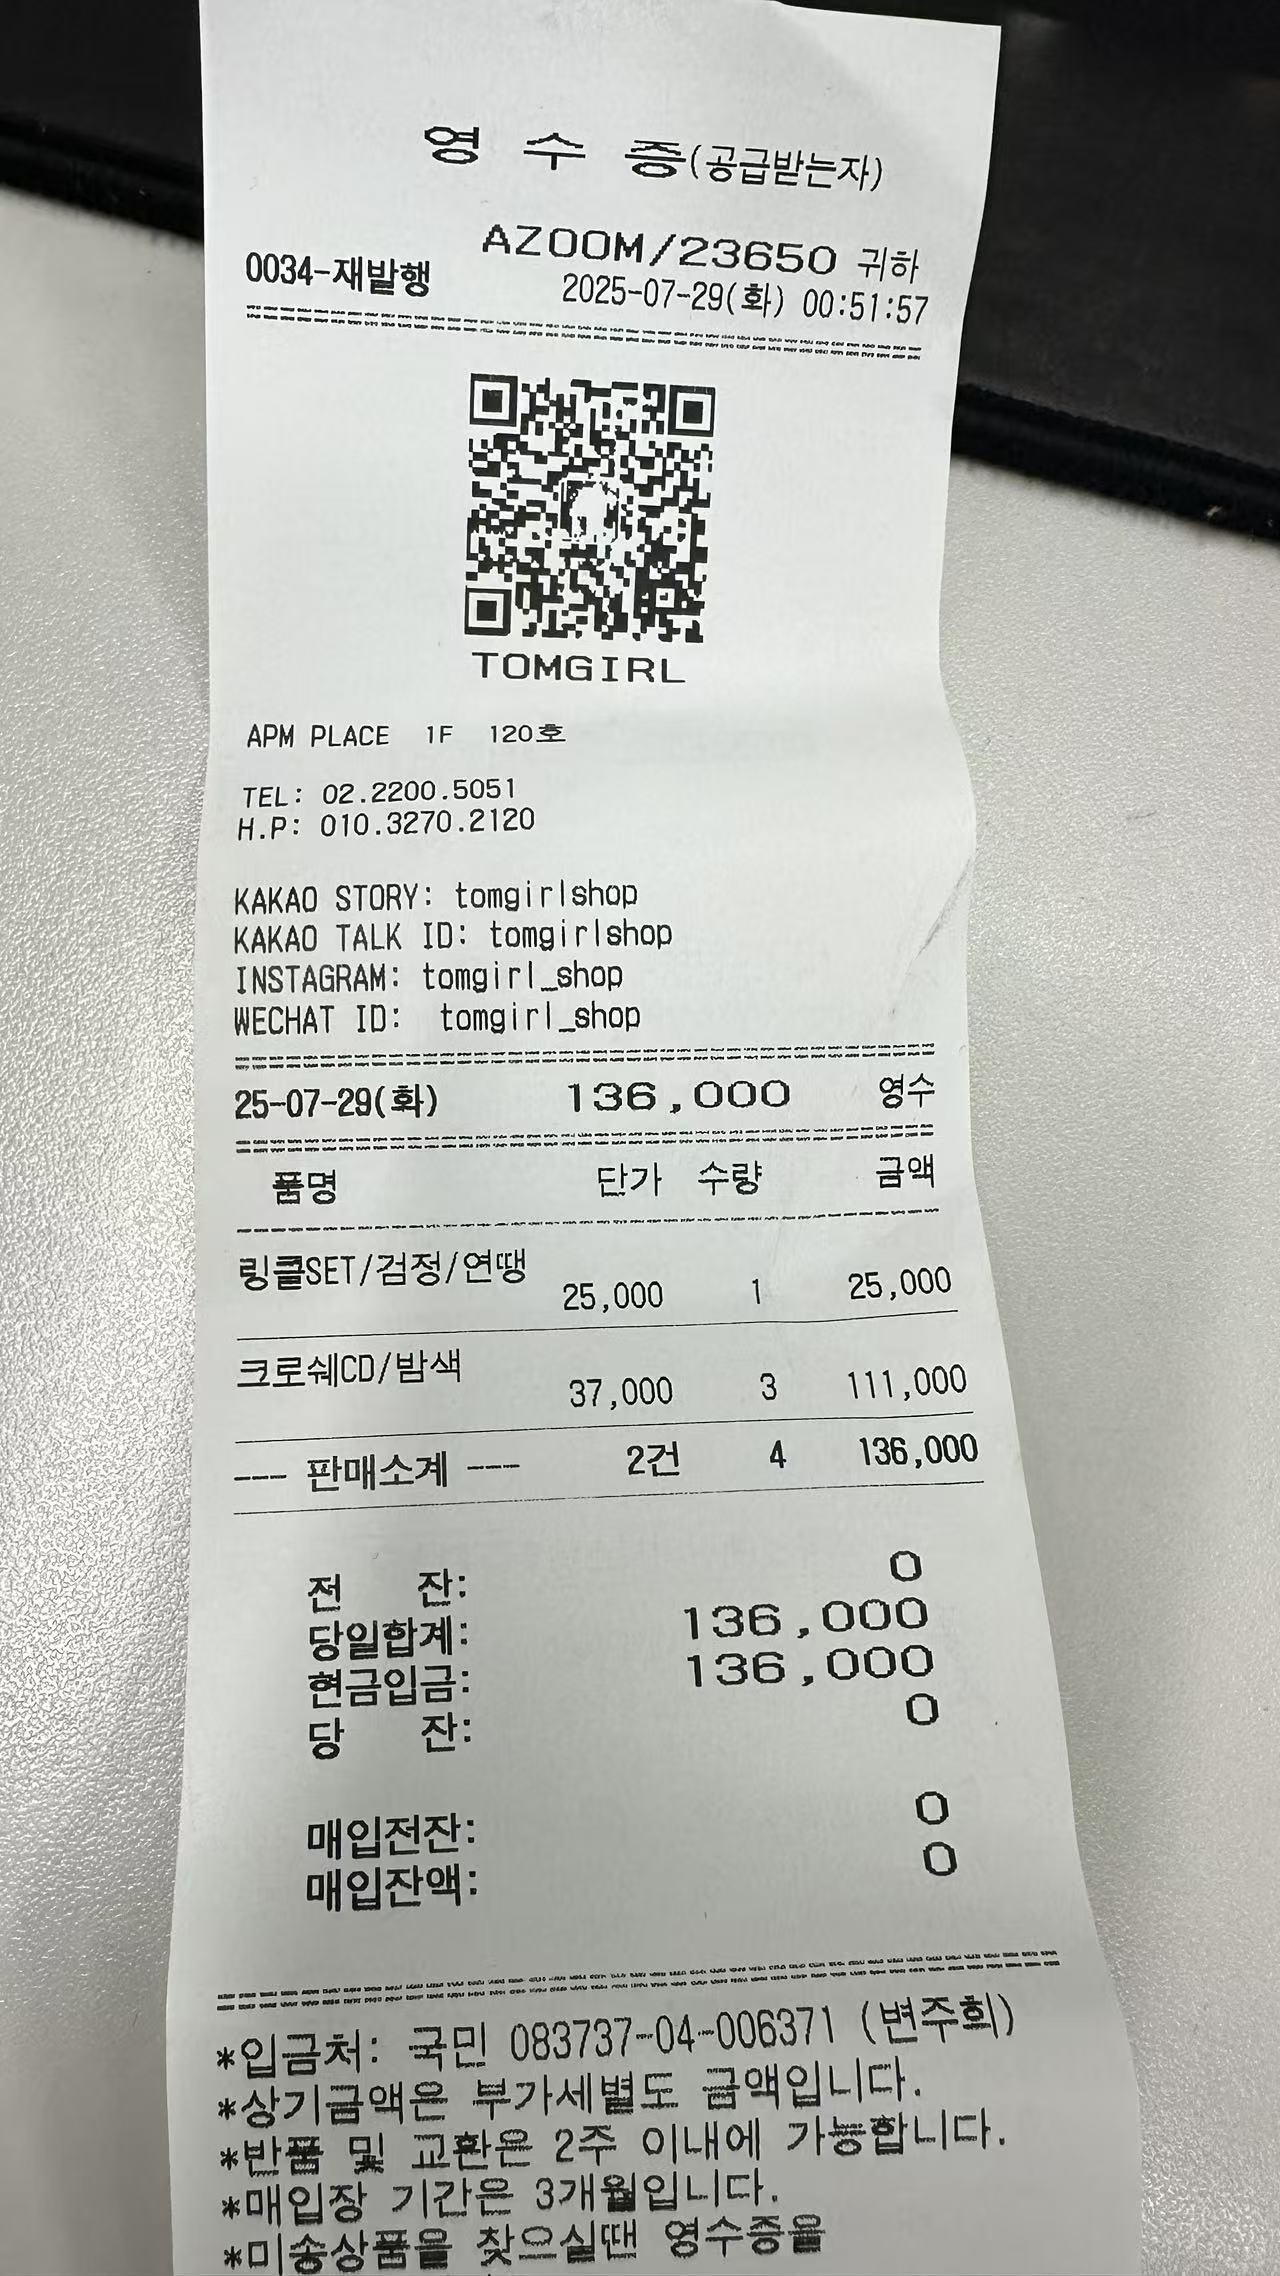 영 수 증(공급받는자)
AZOOM/23650 귀하
0034-재발행 2025-07-29(화) 00:51:57
TOMGIRL
APM PLACE 1F 120호
TEL: 02.2200.5051
H.P: 010.3270.2120
KAKAO STORY: tomgirlshop
KAKAO TALK ID: tomgirlshop
INSTAGRAM: tomgirl_shop
WECHAT ID: tomgirl_shop
25-07-29(화) 136,000 영수
품명 단가 수량 금액
링클SET/검정/연땡
25,000 1 25,000
크로쉐CD/밤색
37,000 3 111,000
--- 판매소계 --- 2건 4 136,000
전 잔: 0
당일합계: 136,000
현금입금: 136,000
당 잔: 0
매입전잔: 0
매입잔액: 0
*입금처: 국민 083737-04-006371 (변주희)
*상기금액은 부가세별도 금액입니다.
*반품 및 교환은 2주 이내에 가능합니다.
*매입장 기간은 3개월입니다.
*미송상품을 찾으실땐 영수증을